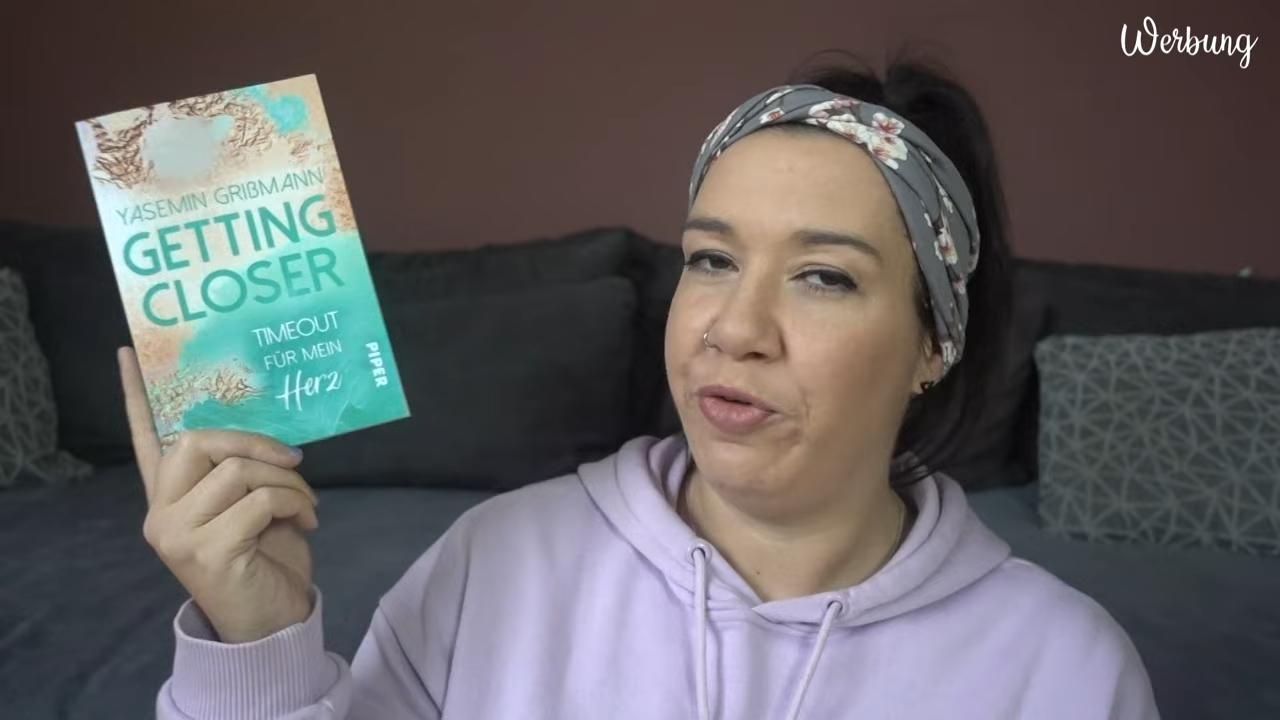 Werbung
YASEMIN GRIßMANN
GETTING
CLOSER
TIMEOUT
FÜR MEIN
Herz
PIPER